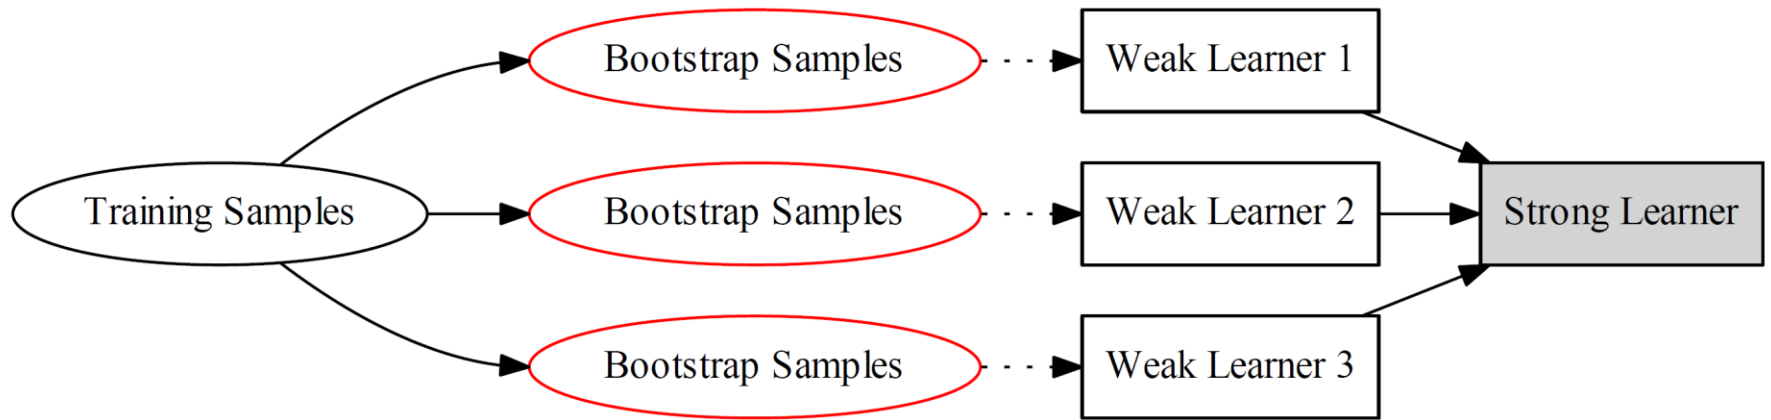 Bootstrap Samples
Weak Learner 1
Training Samples
Bootstrap Samples
Weak Learner 2
Strong Learner
Bootstrap Samples
Weak Learner 3